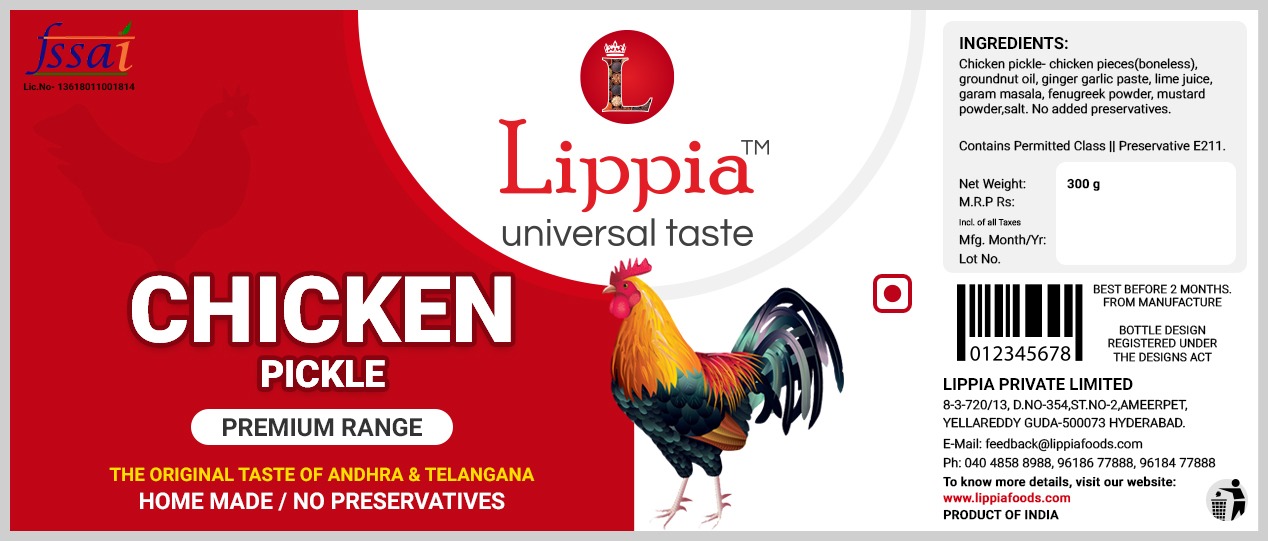 fssai
Lic.No- 13618011001814
L
Lippia™
universal taste
CHICKEN
PICKLE
PREMIUM RANGE
THE ORIGINAL TASTE OF ANDHRA & TELANGANA
HOME MADE / NO PRESERVATIVES
INGREDIENTS:
Chicken pickle- chicken pieces(boneless),
groundnut oil, ginger garlic paste, lime juice,
garam masala, fenugreek powder, mustard
powder,salt. No added preservatives.
Contains Permitted Class || Preservative E211.
Net Weight: 300 g
M.R.P Rs:
Incl. of all Taxes
Mfg. Month/Yr:
Lot No.
012345678
BEST BEFORE 2 MONTHS.
FROM MANUFACTURE
BOTTLE DESIGN
REGISTERED UNDER
THE DESIGNS ACT
LIPPIA PRIVATE LIMITED
8-3-720/13, D.NO-354,ST.NO-2,AMEERPET,
YELLAREDDY GUDA-500073 HYDERABAD.
E-Mail: feedback@lippiafoods.com
Ph: 040 4858 8988, 96186 77888, 96184 77888
To know more details, visit our website:
www.lippiafoods.com
PRODUCT OF INDIA